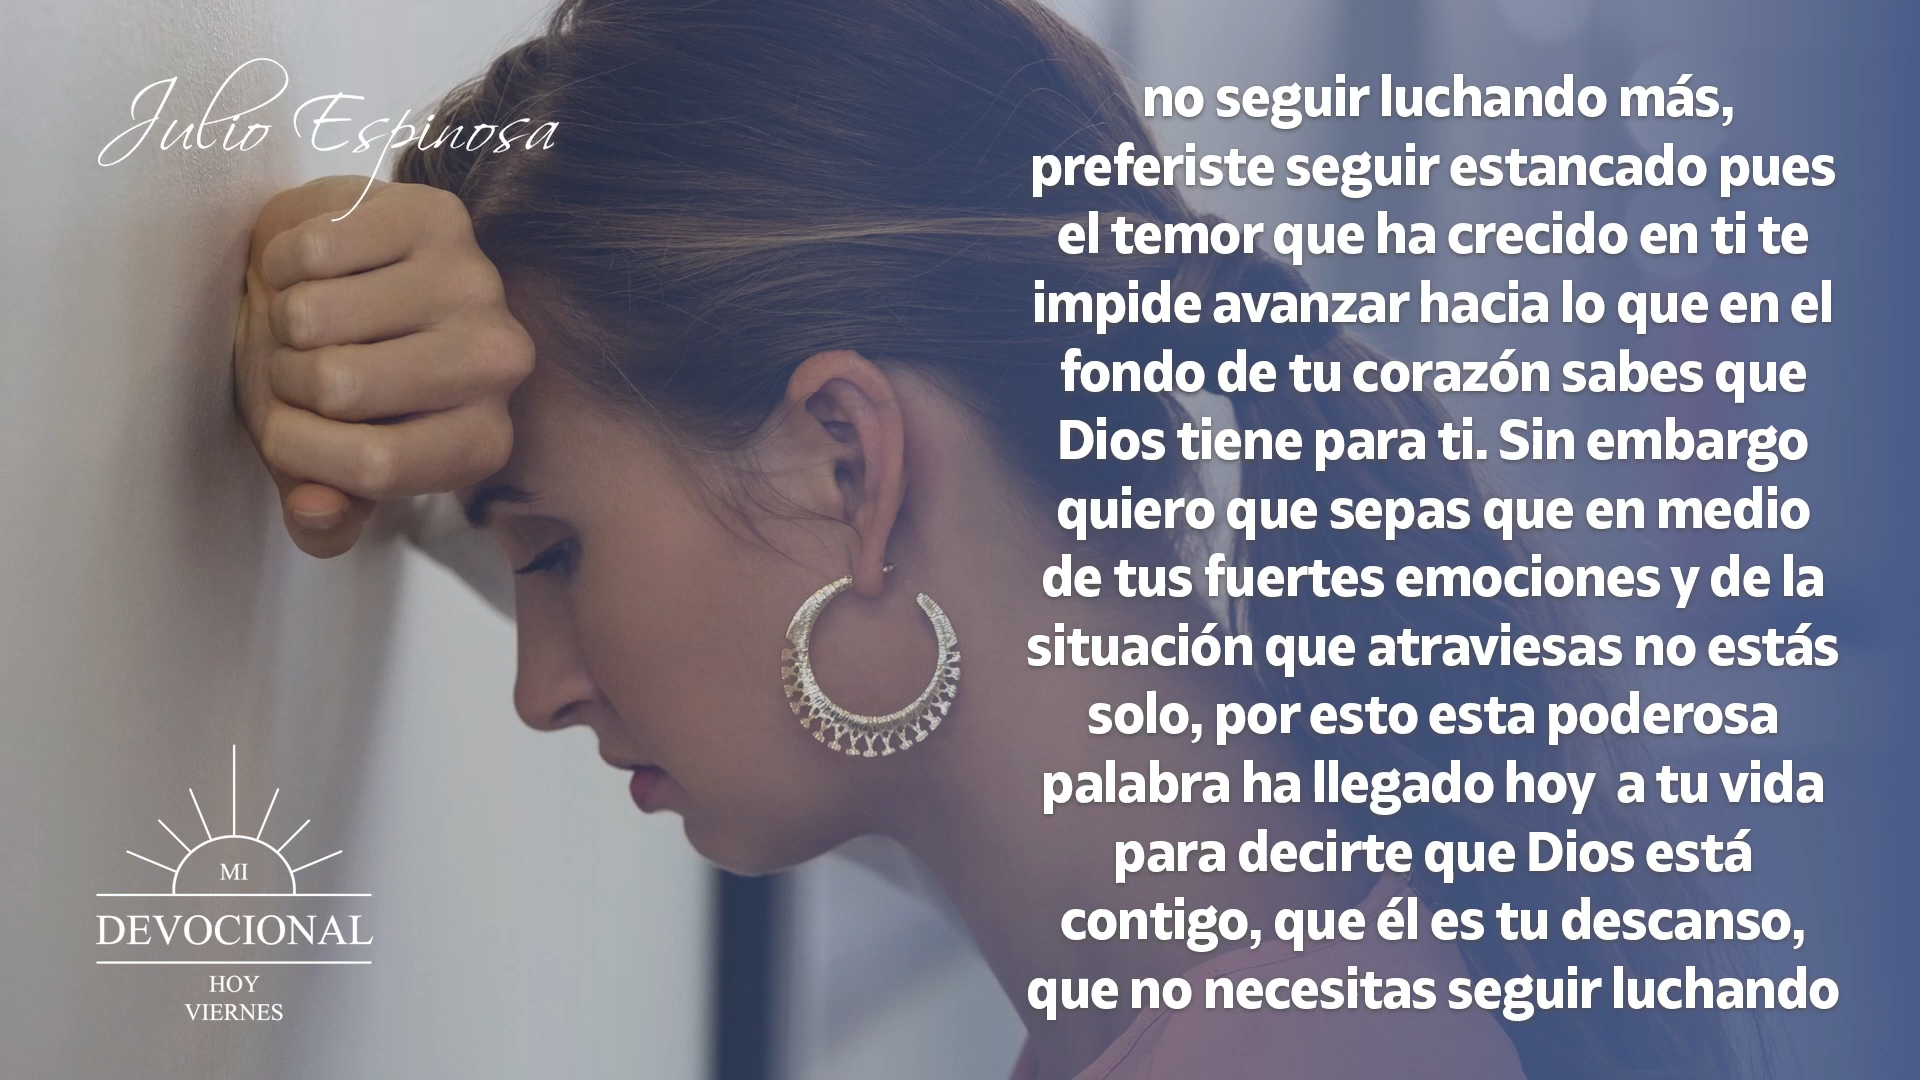 Julio Espinosa
no seguir luchando más,
preferiste seguir estancado pues
el temor que ha crecido en ti te
impide avanzar hacia lo que en el
fondo de tu corazón sabes que
Dios tiene para ti. Sin embargo
quiero que sepas que en medio
de tus fuertes emociones y de la
situación que atraviesas no estás
solo, por esto esta poderosa
palabra ha llegado hoy  a tu vida
para decirte que Dios está
contigo, que él es tu descanso,
que no necesitas seguir luchando
MI
DEVOCIONAL
HOY
VIERNES